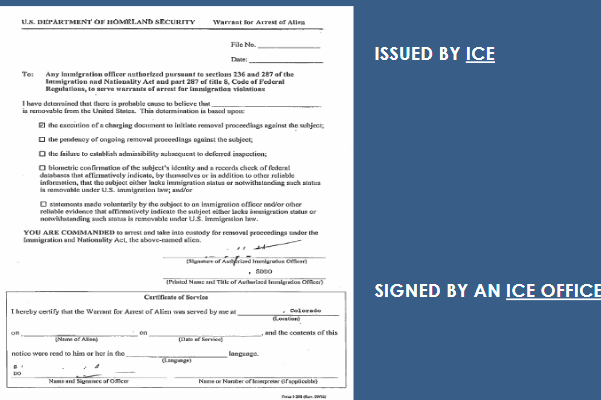 U.S. DEPARTMENT OF HOMELAND SECURITY Warrant for Arrest of Alien
File No.
Date:
To: Any immigration officer authorized pursuant to sections 236 and 287 of the
Immigration and Nationality Act and part 287 of title 8, Code of Federal
Regulations, to serve warrants of arrest for immigration violations
I have determined that there is probable cause to believe that
is removable from the United States. This determination is based upon:
the execution of a charging document to initiate removal proceedings against the subject;
the pendency of ongoing removal proceedings against the subject;
the failure to establish admissibility subsequent to deferred inspection;
biometric confirmation of the subject's identity and a records check of federal
databases that affirmatively indicate, by themselves or in addition to other reliable
information, that the subject either lacks immigration status or notwithstanding such status
is removable under U.S. immigration law; and/or
statements made voluntarily by the subject to an immigration officer and/or other
reliable evidence that affirmatively indicate the subject either lacks immigration status or
notwithstanding such status is removable under U.S. immigration law.
YOU ARE COMMANDED to arrest and take into custody for removal proceedings under the
Immigration and Nationality Act, the above-named alien.
(Signature of Authorized Immigration Officer)
SDDO
(Printed Name and Title of Authorized Immigration Officer)
Certificate of Service
I hereby certify that the Warrant for Arrest of Alien was served by me at , Colorado
(Location)
on on , and the contents of this
(Name of Alien) (Date of Service)
notice were read to him or her in the language.
(Language)
DO
Name and Signature of Officer Name or Number of Interpreter (if applicable)
ISSUED BY ICE
SIGNED BY AN ICE OFFICE